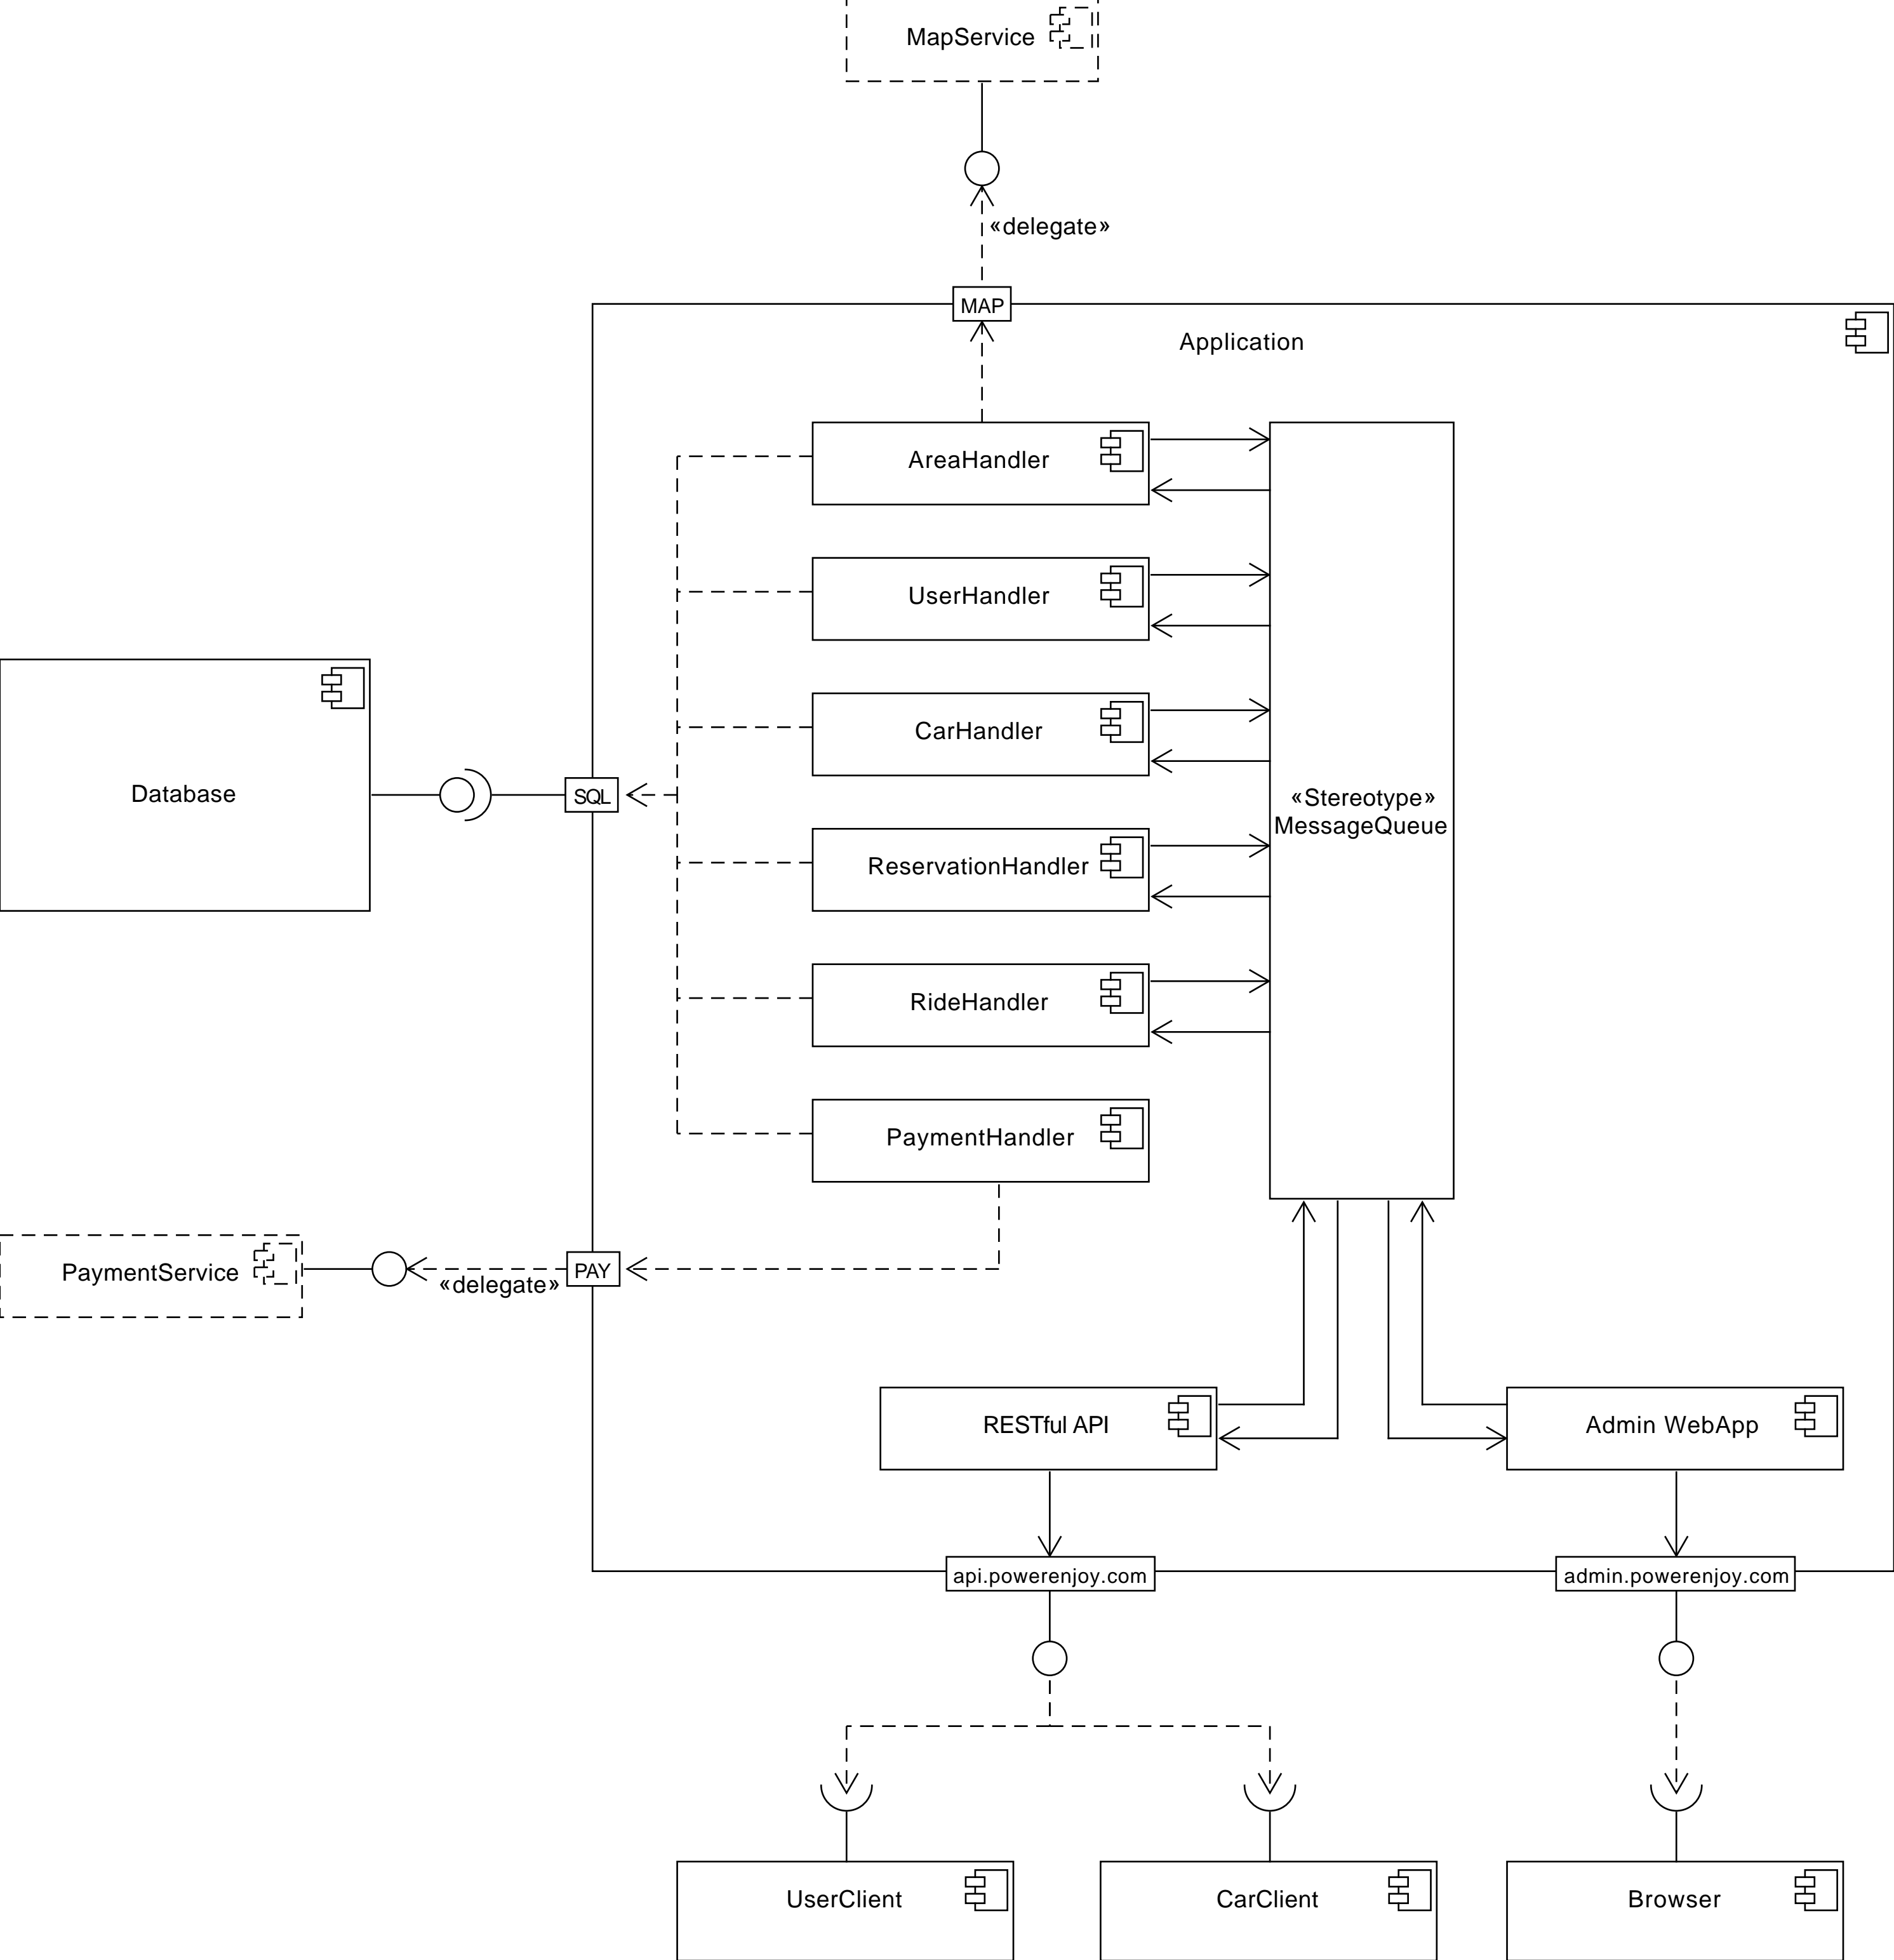 MapService
«delegate»
MAP
Application
AreaHandler
UserHandler
CarHandler
Database
SQL
«Stereotype»
MessageQueue
ReservationHandler
RideHandler
PaymentHandler
PaymentService
«delegate»
PAY
RESTful API
Admin WebApp
api.powerenjoy.com
admin.powerenjoy.com
UserClient
CarClient
Browser